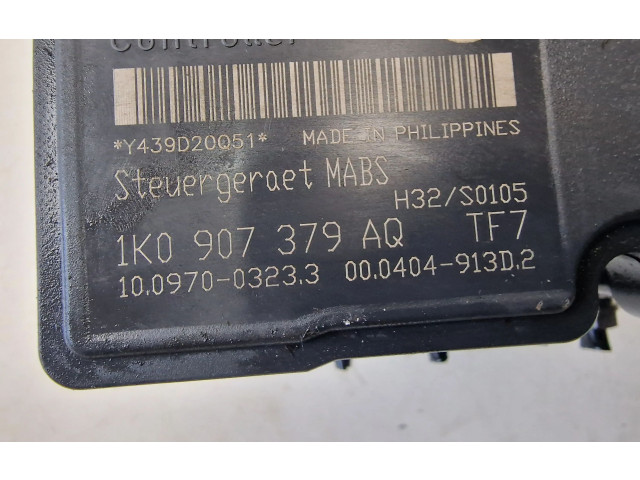 Controller
*Y439D20Q51* MADE IN PHILIPPINES
Steuergeraet MABS
H32/S0105
1K0 907 379 AQ TF7
10.0970-0323.3 00.0404-913D.2